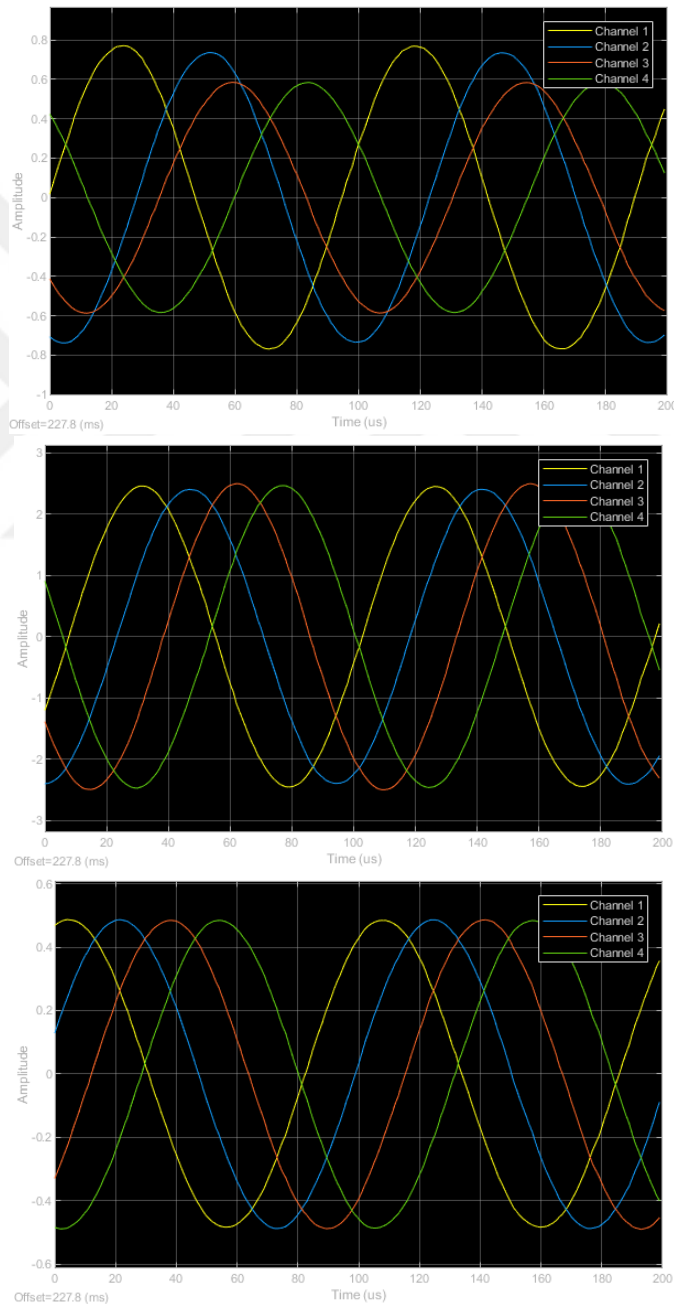 Channel 1
Channel 2
Channel 3
Channel 4
0.8
0.6
0.4
0.2
0
-0.2
-0.4
-0.6
-0.8
-1
Amplitude
0 20 40 60 80 100 120 140 160 180 200
Offset=227.8 (ms)
Time (us)
Channel 1
Channel 2
Channel 3
Channel 4
3
2
1
0
-1
-2
-3
Amplitude
0 20 40 60 80 100 120 140 160 180 200
Offset=227.8 (ms)
Time (us)
Channel 1
Channel 2
Channel 3
Channel 4
0.6
0.4
0.2
0
-0.2
-0.4
-0.6
Amplitude
0 20 40 60 80 100 120 140 160 180 200
Offset=227.8 (ms)
Time (us)